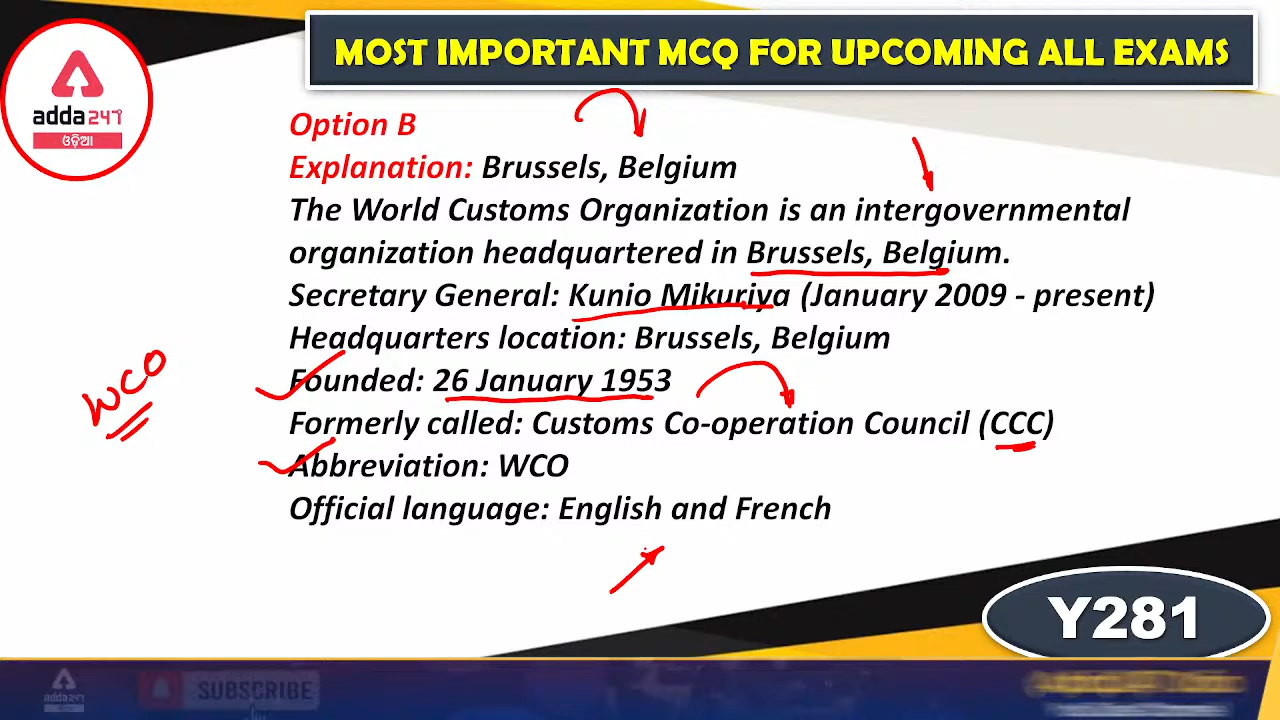 MOST IMPORTANT MCQ FOR UPCOMING ALL EXAMS
adda247
ଓଡ଼ିଆ
Option B
Explanation: Brussels, Belgium
The World Customs Organization is an intergovernmental
organization headquartered in Brussels, Belgium.
Secretary General: Kunio Mikuriya (January 2009 - present)
Headquarters location: Brussels, Belgium
WCO
Founded: 26 January 1953
Formerly called: Customs Co-operation Council (CCC)
Abbreviation: WCO
Official language: English and French
Y281
adda247
SUBSCRIBE